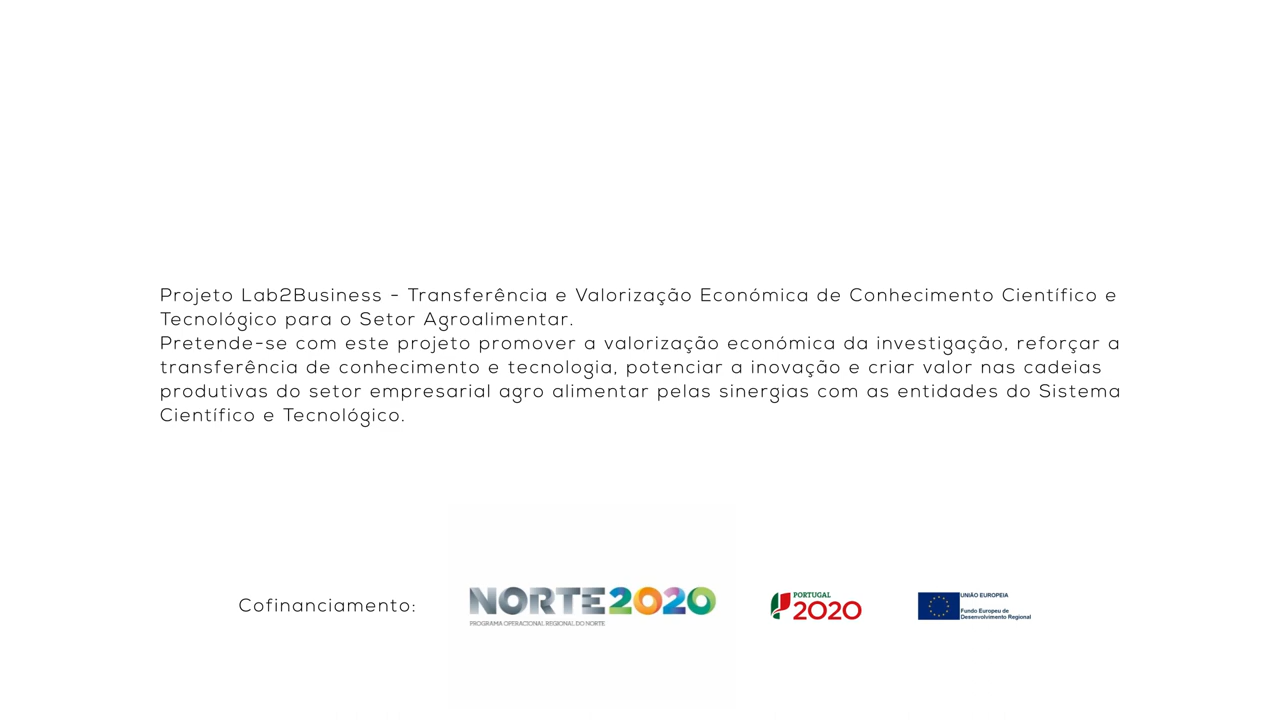 Projeto Lab2Business - Transferência e Valorização Económica de Conhecimento Científico e
Tecnológico para o Setor Agroalimentar.
Pretende-se com este projeto promover a valorização económica da investigação, reforçar a
transferência de conhecimento e tecnologia, potenciar a inovação e criar valor nas cadeias
produtivas do setor empresarial agro alimentar pelas sinergias com as entidades do Sistema
Científico e Tecnológico.
Cofinanciamento:
NORTE2020
PROGRAMA OPERACIONAL REGIONAL DO NORTE
PORTUGAL
2020
UNIÃO EUROPEIA
Fundo Europeu de
Desenvolvimento Regional